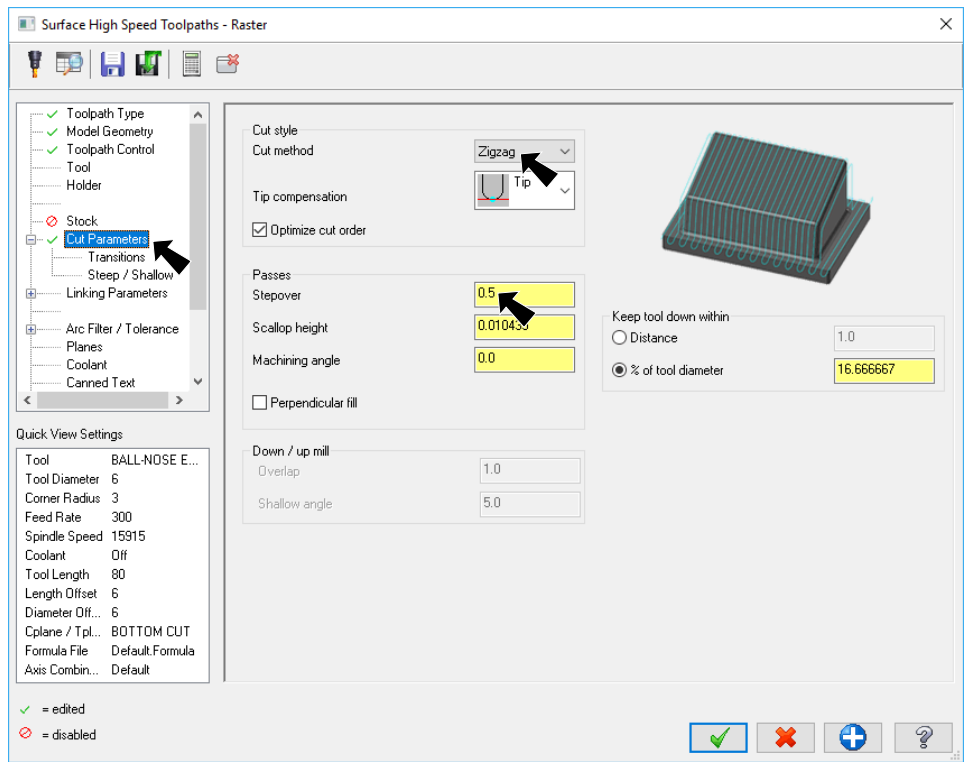 Surface High Speed Toolpaths - Raster
Toolpath Type
Model Geometry
Toolpath Control
Tool
Holder
Stock
Cut Parameters
Transitions
Steep / Shallow
Linking Parameters
Arc Filter / Tolerance
Planes
Coolant
Canned Text
Quick View Settings
Tool BALL-NOSE E...
Tool Diameter 6
Corner Radius 3
Feed Rate 300
Spindle Speed 15915
Coolant Off
Tool Length 80
Length Offset 6
Diameter Off... 6
Cplane / Tpl... BOTTOM CUT
Formula File Default.Formula
Axis Combin... Default
= edited
= disabled
Cut style
Cut method Zigzag
Tip compensation Tip
Optimize cut order
Passes
Stepover 0.5
Scallop height
Machining angle 0.0
Perpendicular fill
Down / up mill
Overlap 1.0
Shallow angle 5.0
Keep tool down within
Distance 1.0
% of tool diameter 16.666667